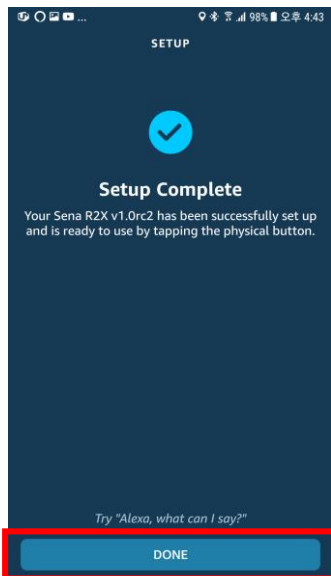 ... 98% 오후 4:43
SETUP
Setup Complete
Your Sena R2X v1.0rc2 has been successfully set up
and is ready to use by tapping the physical button.
Try "Alexa, what can I say?"
DONE